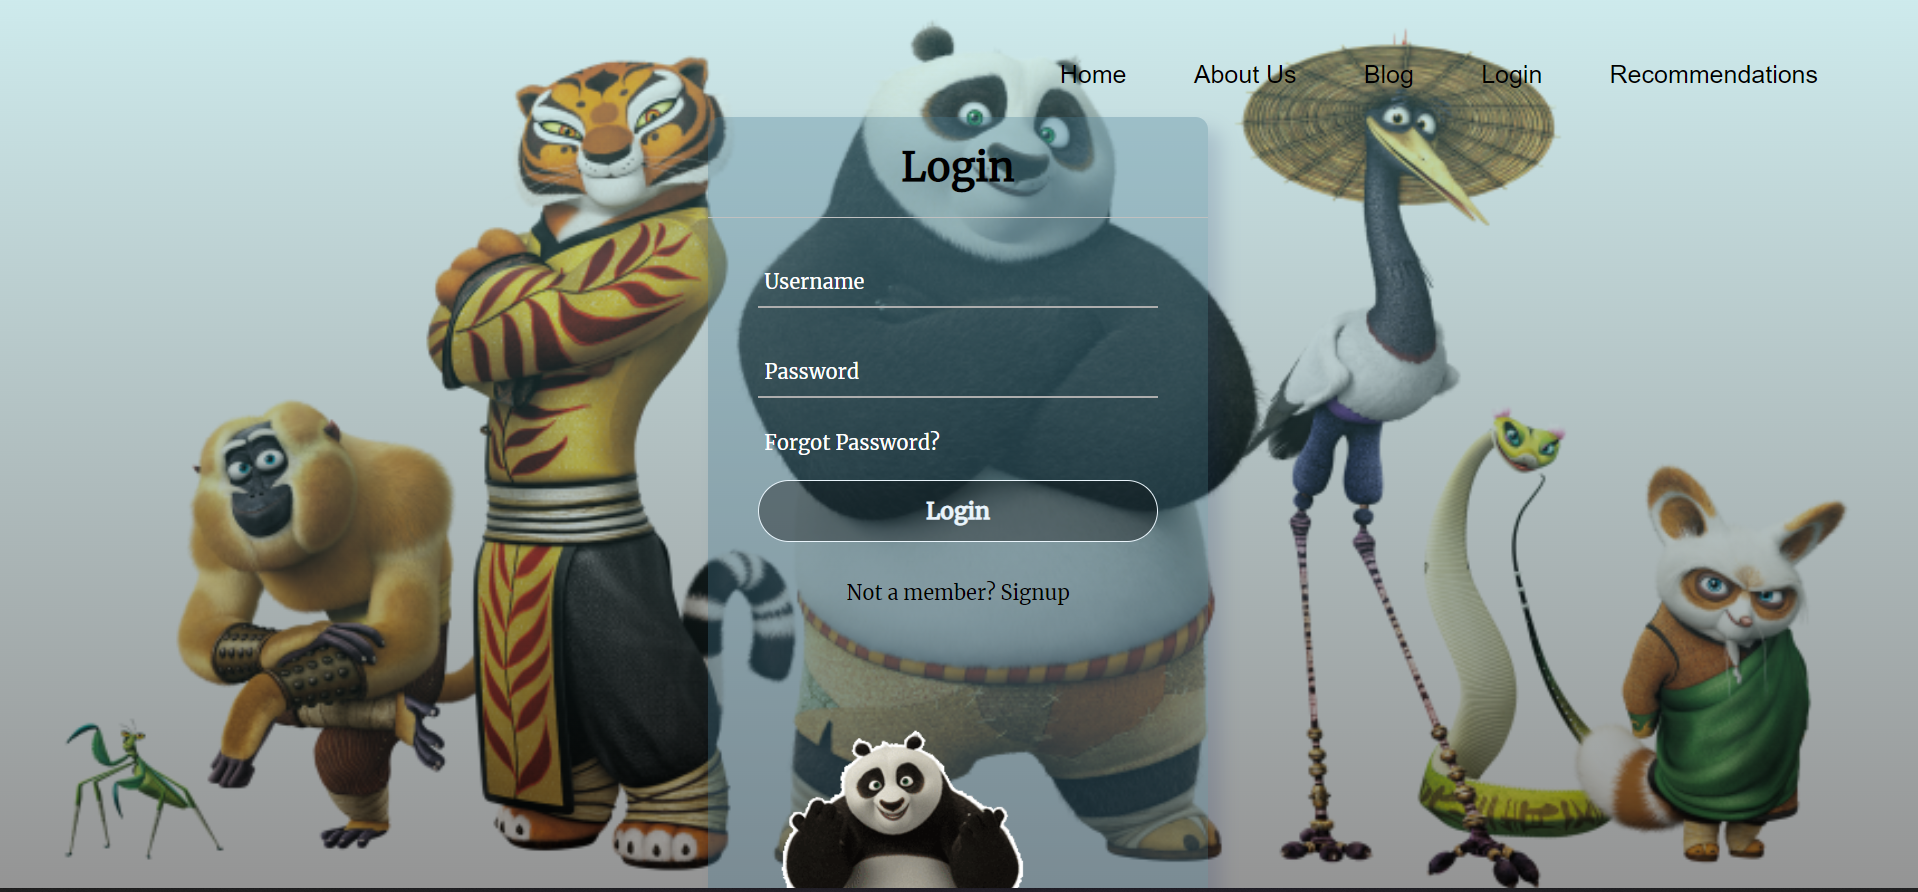 Home About Us Blog Login Recommendations
Login
Username
Password
Forgot Password?
Login
Not a member? Signup